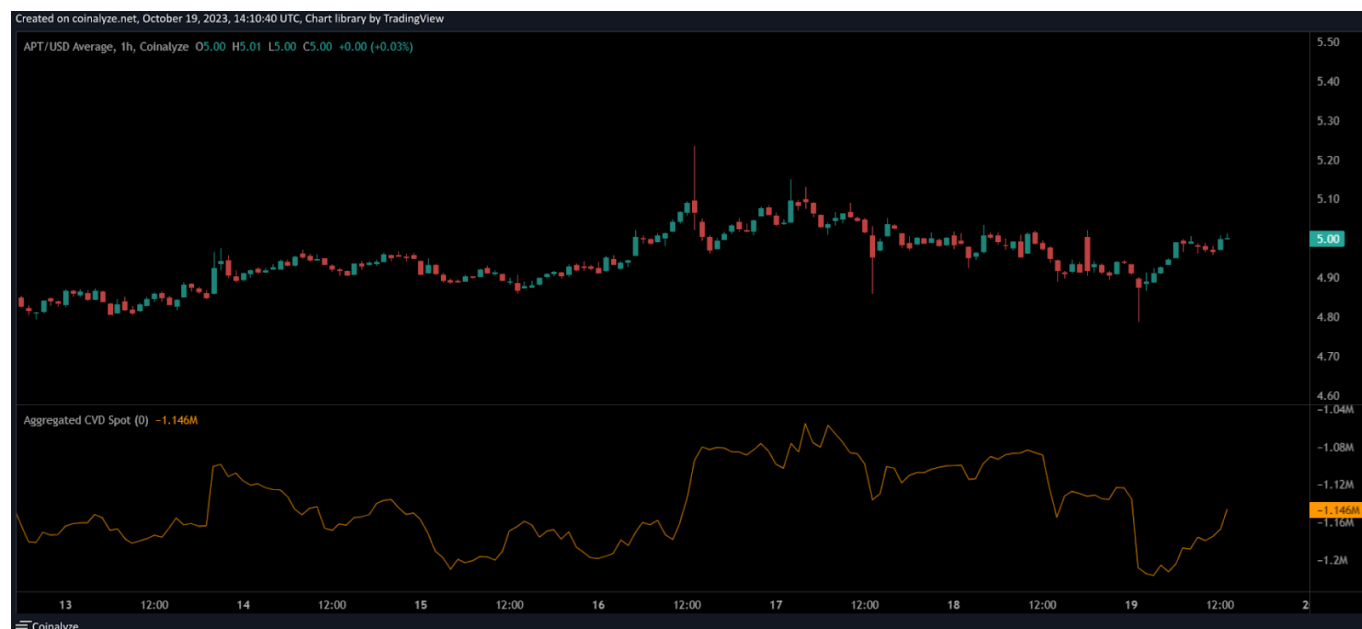 Created on coinalyze.net, October 19, 2023, 14:10:40 UTC, Chart library by TradingView
APT/USD Average, 1h, Coinalyze O5.00 H5.01 L5.00 C5.00 +0.00 (+0.03%)
5.50
5.40
5.30
5.20
5.10
5.00
4.90
4.80
4.70
4.60
Aggregated CVD Spot (0) −1.146M
−1.04M
−1.08M
−1.12M
−1.146M
−1.16M
−1.2M
13 12:00 14 12:00 15 12:00 16 12:00 17 12:00 18 12:00 19 12:00 2
Coinalyze